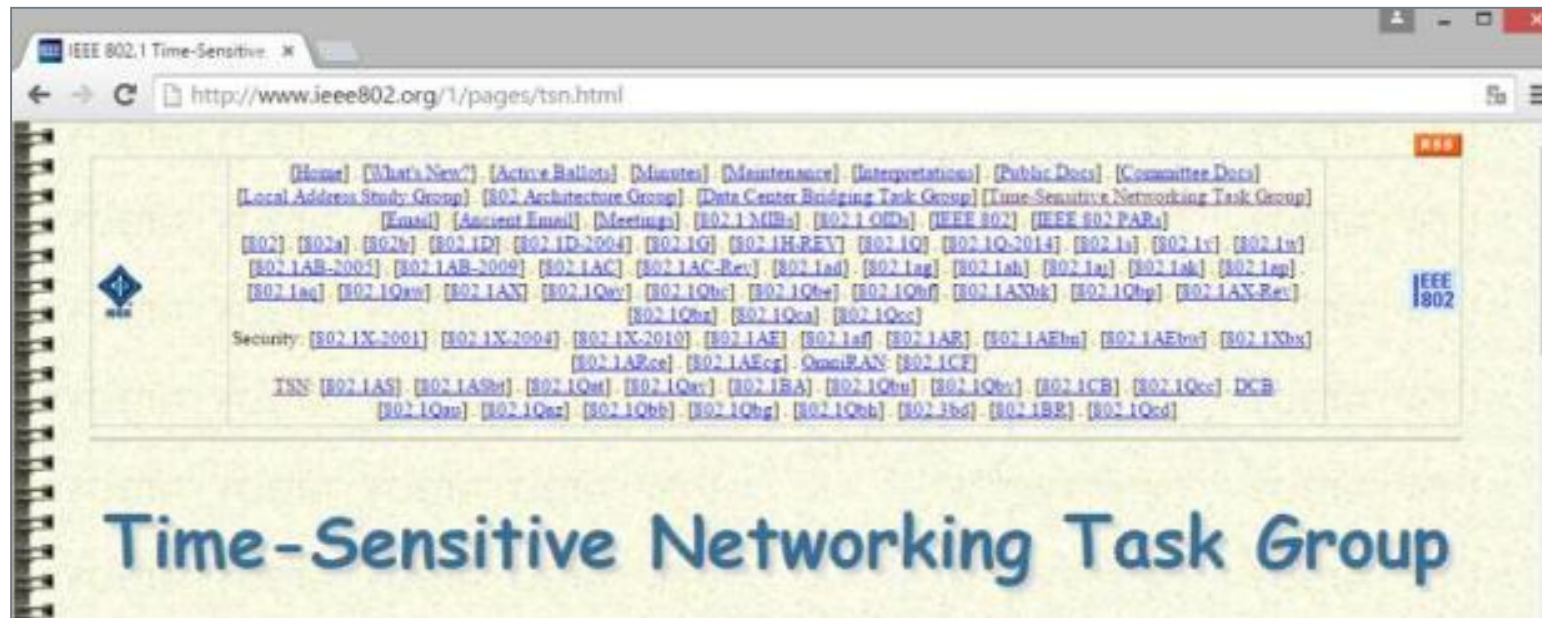 IEEE 802.1 Time-Sensitive
http://www.ieee802.org/1/pages/tsn.html
RSS
[Home] . [What's New?] . [Active Ballots] . [Minutes] . [Maintenance] . [Interpretations] . [Public Docs] . [Committee Docs]
[Local Address Study Group] . [802 Architecture Group] . [Data Center Bridging Task Group] [Time-Sensitive Networking Task Group]
[Email] . [Ancient Email] . [Meetings] . [802.1 MIBs] . [802.1 OIDs] . [IEEE 802] . [IEEE 802 PARs]
[802] . [802a] . [802b] . [802.1D] . [802.1D-2004] . [802.1G] . [802.1H-REV] . [802.1Q] . [802.1Q-2014] . [802.1s] . [802.1v] . [802.1w]
[802.1AB-2005] . [802.1AB-2009] . [802.1AC] . [802.1AC-Rev] . [802.1ad] . [802.1ag] . [802.1ah] . [802.1aj] . [802.1ak] . [802.1ap] .
[802.1aq] . [802.1Qaw] . [802.1AX] . [802.1Qay] . [802.1Qbc] . [802.1Qbe] . [802.1Qbf] . [802.1AXbk] . [802.1Qbp] . [802.1AX-Rev] .
[802.1Qbz] . [802.1Qca] . [802.1Qcc]
Security: [802.1X-2001] . [802.1X-2004] . [802.1X-2010] . [802.1AE] . [802.1af] . [802.1AR] . [802.1AEbn] . [802.1AEbw] . [802.1Xbx]
[802.1ARce] . [802.1AEcg] . OmniRAN: [802.1CF]
TSN: [802.1AS] . [802.1ASbt] . [802.1Qat] . [802.1Qav] . [802.1BA] . [802.1Qbu] . [802.1Qbv] . [802.1CB] . [802.1Qcc] . DCB:
[802.1Qau] . [802.1Qaz] . [802.1Qbb] . [802.1Qbg] . [802.1Qbh] . [802.3bd] . [802.1BR] . [802.1Qcd]
IEEE
IEEE
802
Time-Sensitive Networking Task Group